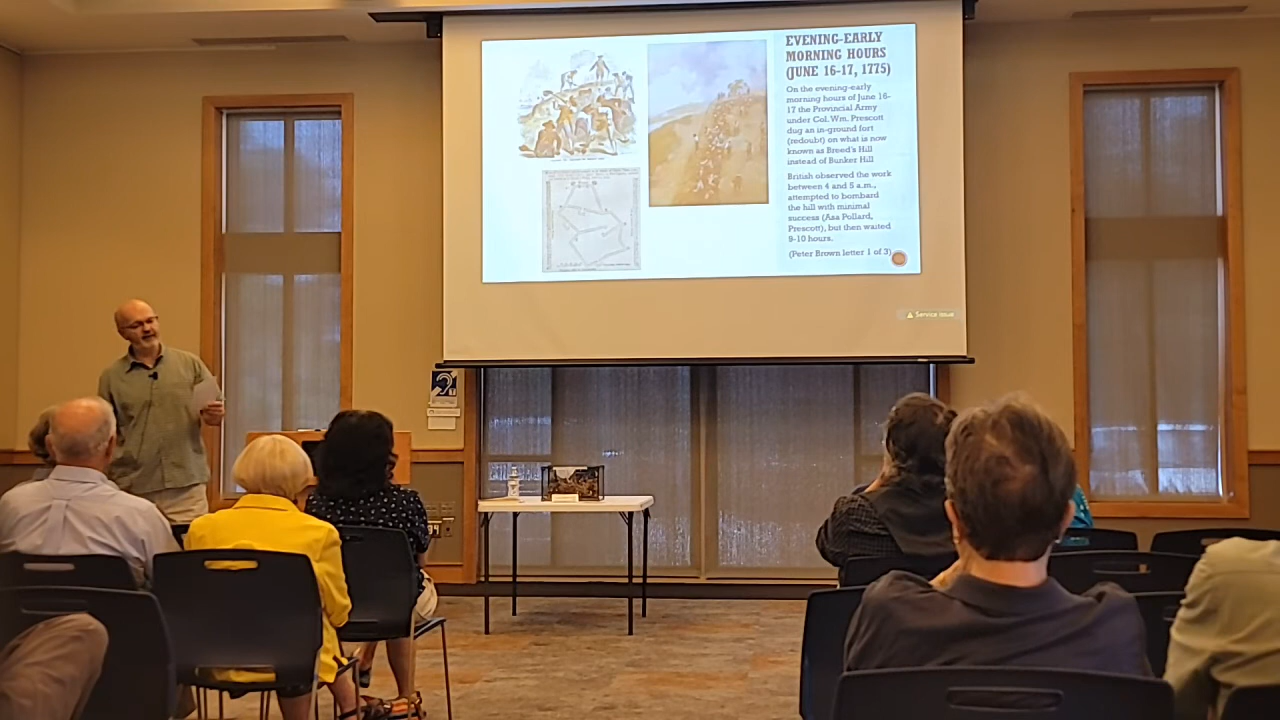 EVENING-EARLY
MORNING HOURS
(JUNE 16-17, 1775)
On the evening-early
morning hours of June 16-
17 the Provincial Army
under Col. Wm. Prescott
dug an in-ground fort
(redoubt) on what is now
known as Breed's Hill
instead of Bunker Hill
British observed the work
between 4 and 5 a.m.,
attempted to bombard
the hill with minimal
success (Asa Pollard,
Prescott), but then waited
9-10 hours.
(Peter Brown letter 1 of 3)
Service issue